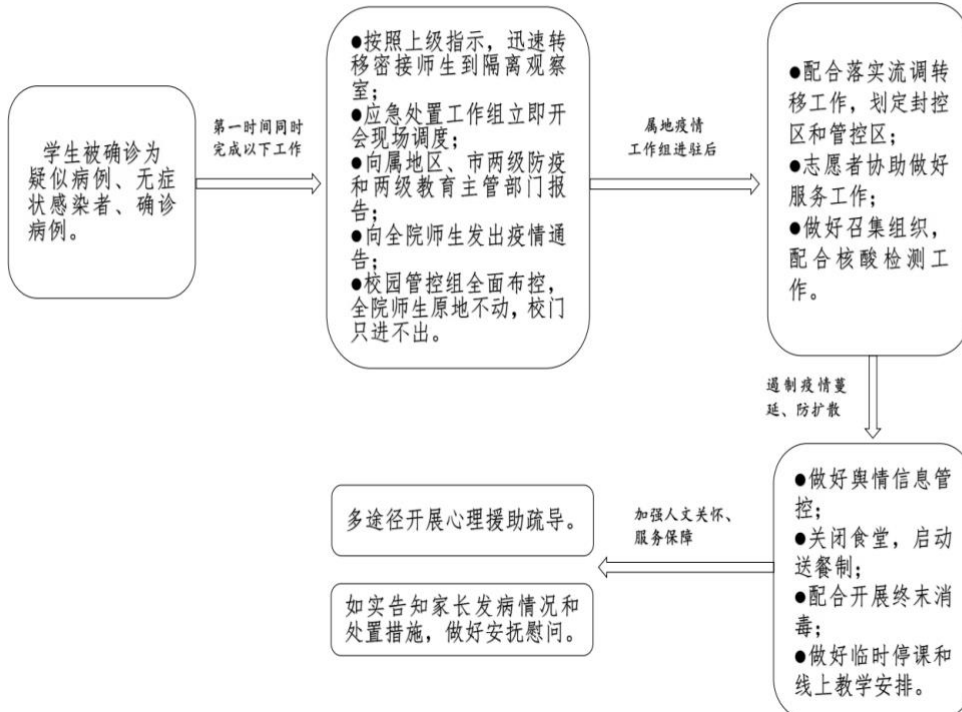 学生被确诊为
疑似病例、无症
状感染者、确诊
病例。
第一时间同时
完成以下工作
●按照上级指示，迅速转
移密接师生到隔离观察
室；
●应急处置工作组立即开
会现场调度；
●向属地区、市两级防疫
和两级教育主管部门报
告；
●向全院师生发出疫情通
告；
●校园管控组全面布控，
全院师生原地不动，校门
只进不出。
属地疫情
工作组进驻后
●配合落实流调转
移工作，划定封控
区和管控区；
●志愿者协助做好
服务工作；
●做好召集组织，
配合核酸检测工
作。
遏制疫情蔓
延、防扩散
●做好舆情信息管
控；
●关闭食堂，启动
送餐制；
●配合开展终末消
毒；
●做好临时停课和
线上教学安排。
加强人文关怀、
服务保障
多途径开展心理援助疏导。
如实告知家长发病情况和
处置措施，做好安抚慰问。